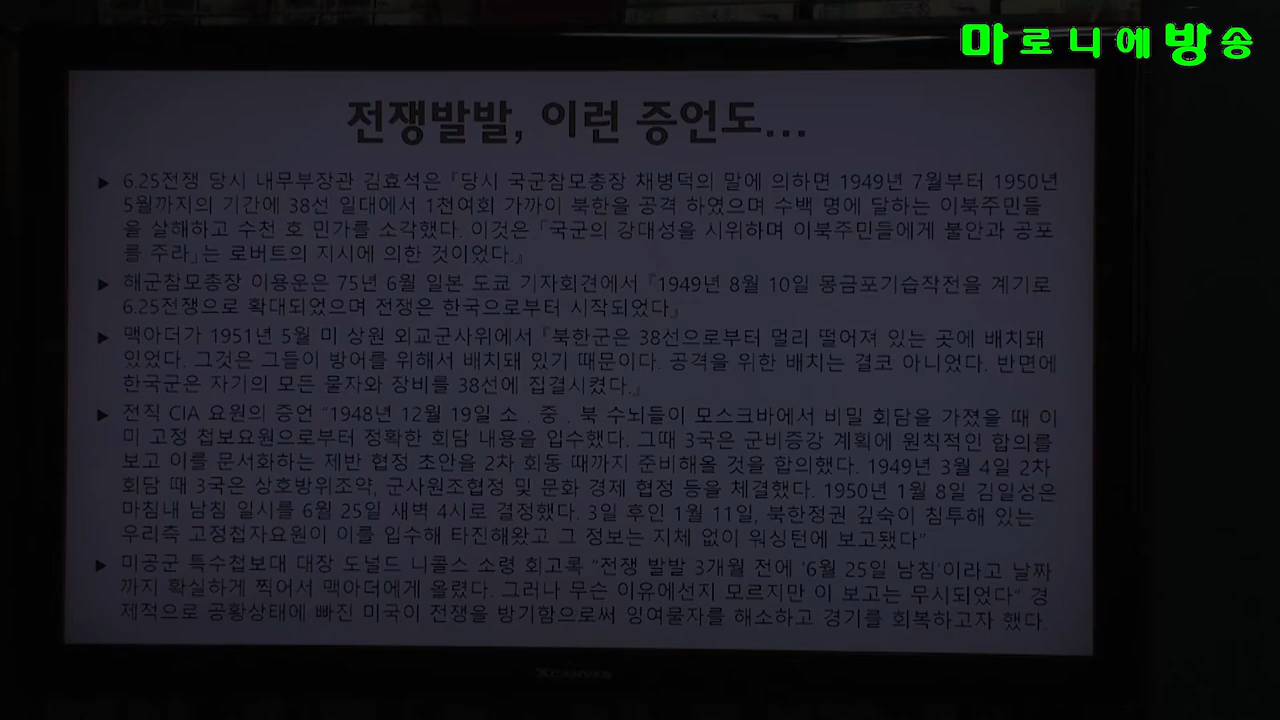 마로니에방송
전쟁발발, 이런 증언도...
▶ 6.25전쟁 당시 내무부장관 김효석은『당시 국군참모총장 채병덕의 말에 의하면 1949년 7월부터 1950년
5월까지의 기간에 38선 일대에서 1천여회 가까이 북한을 공격 하였으며 수백 명에 달하는 이북주민들
을 살해하고 수천 호 민가를 소각했다. 이것은「국군의 강대성을 시위하며 이북주민들에게 불안과 공포
를 주라」는 로버트의 지시에 의한 것이었다.』
▶ 해군참모총장 이용운은 75년 6월 일본 도쿄 기자회견에서『1949년 8월 10일 몽금포기습작전을 계기로
6.25전쟁으로 확대되었으며 전쟁은 한국으로부터 시작되었다』
▶ 맥아더가 1951년 5월 미 상원 외교군사위에서『북한군은 38선으로부터 멀리 떨어져 있는 곳에 배치돼
있었다. 그것은 그들이 방어를 위해서 배치돼 있기 때문이다. 공격을 위한 배치는 결코 아니었다. 반면에
한국군은 자기의 모든 물자와 장비를 38선에 집결시켰다.』
▶ 전직 CIA 요원의 증언 "1948년 12월 19일 소 . 중 . 북 수뇌들이 모스크바에서 비밀 회담을 가졌을 때 이
미 고정 첩보요원으로부터 정확한 회담 내용을 입수했다. 그때 3국은 군비증강 계획에 원칙적인 합의를
보고 이를 문서화하는 제반 협정 초안을 2차 회동 때까지 준비해올 것을 합의했다. 1949년 3월 4일 2차
회담 때 3국은 상호방위조약, 군사원조협정 및 문화 경제 협정 등을 체결했다. 1950년 1월 8일 김일성은
마침내 남침 일시를 6월 25일 새벽 4시로 결정했다. 3일 후인 1월 11일, 북한정권 깊숙이 침투해 있는
우리측 고정첩자요원이 이를 입수해 타진해왔고 그 정보는 지체 없이 워싱턴에 보고됐다"
▶ 미공군 특수첩보대 대장 도널드 니콜스 소령 회고록 "전쟁 발발 3개월 전에 '6월 25일 남침'이라고 날짜
까지 확실하게 찍어서 맥아더에게 올렸다. 그러나 무슨 이유에선지 모르지만 이 보고는 무시되었다" 경
제적으로 공황상태에 빠진 미국이 전쟁을 방기함으로써 잉여물자를 해소하고 경기를 회복하고자 했다.